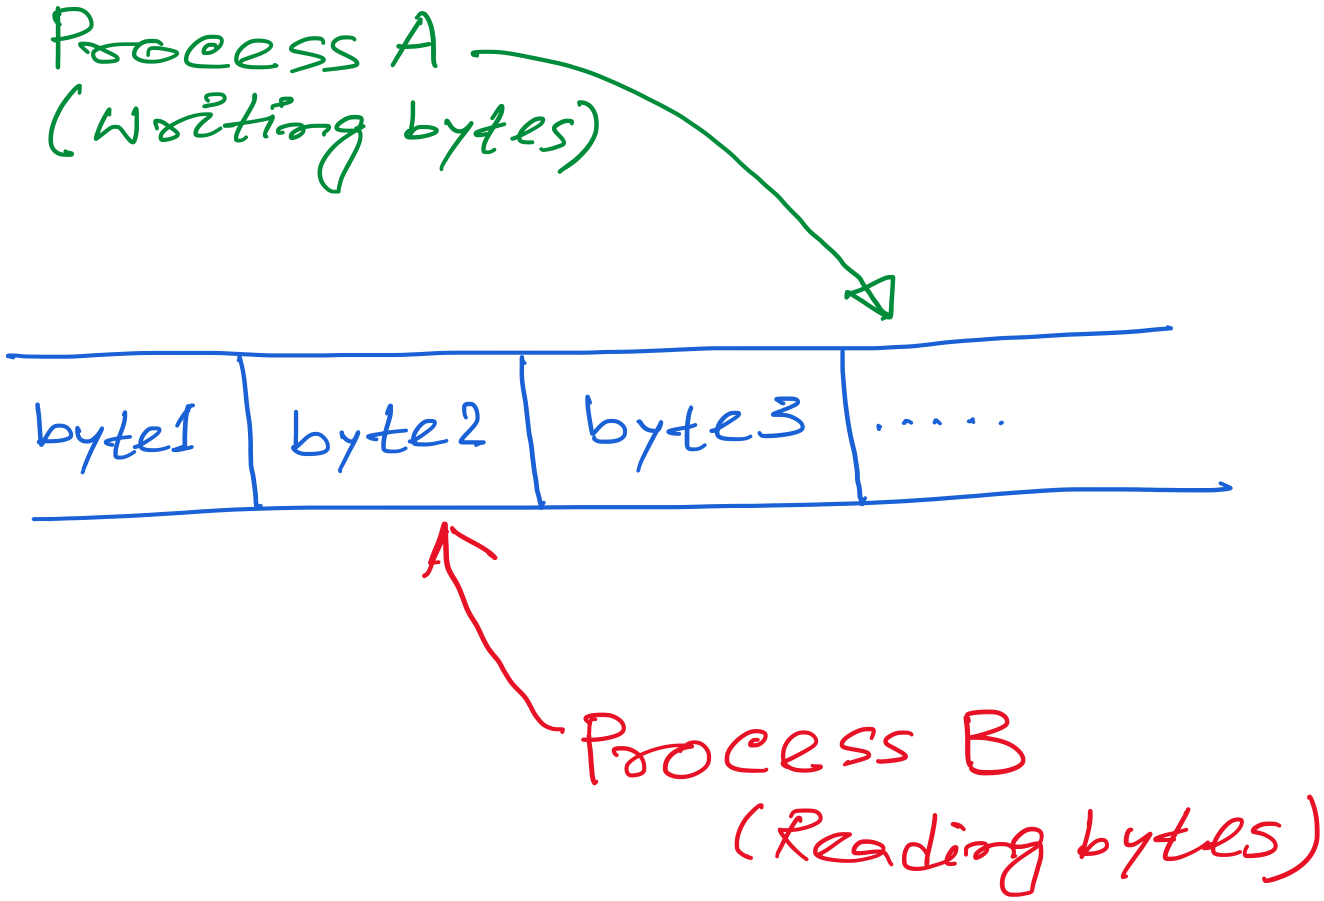 Process A
(writing bytes)
byte1 byte2 byte3 .....
Process B
(Reading bytes)